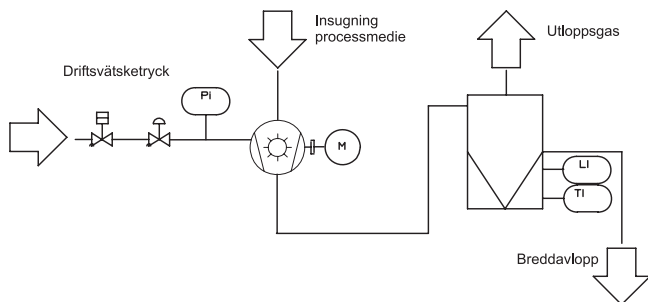 Insugning
processmedie
Utloppsgas
Driftsvätsketryck
Pi
M
LI
TI
Breddavlopp